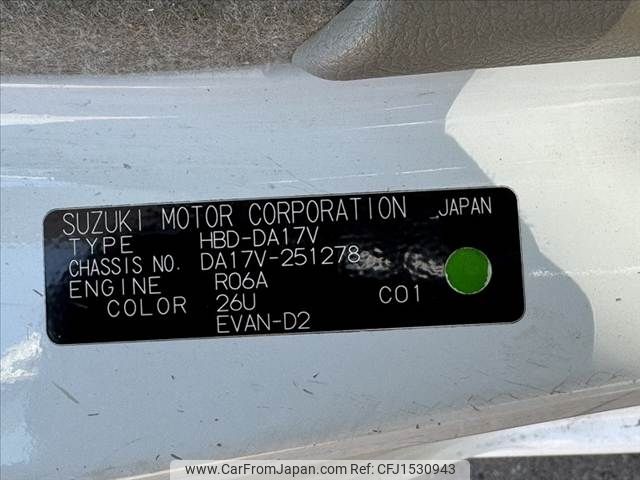 SUZUKI MOTOR CORPORATION JAPAN
TYPE HBD-DA17V
CHASSIS NO. DA17V-251278
ENGINE R06A
COLOR 26U C01
EVAN-D2
www.CarFromJapan.com - CFJ1530943